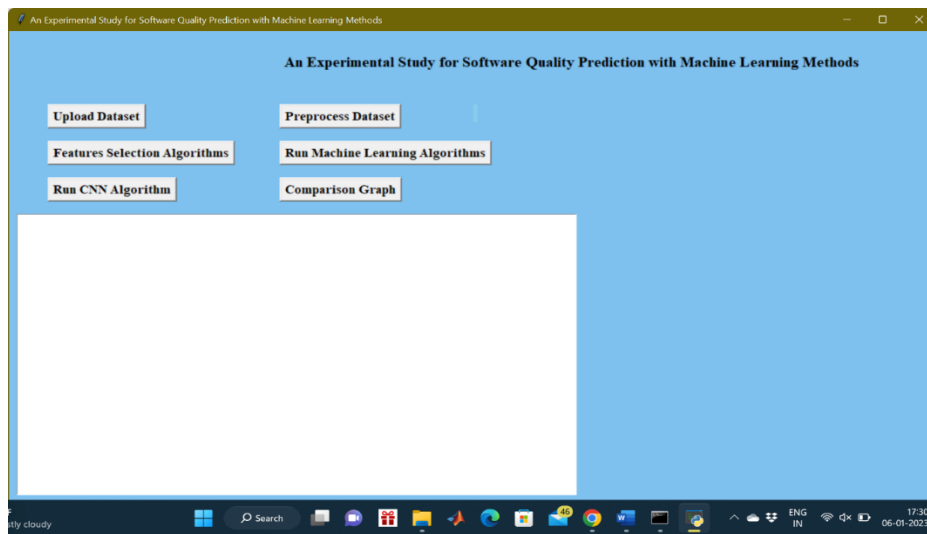 An Experimental Study for Software Quality Prediction with Machine Learning Methods
An Experimental Study for Software Quality Prediction with Machine Learning Methods
Upload Dataset
Preprocess Dataset
Features Selection Algorithms
Run Machine Learning Algorithms
Run CNN Algorithm
Comparison Graph
cloudy
Search
46
ENG
IN
17:30
06-01-2023